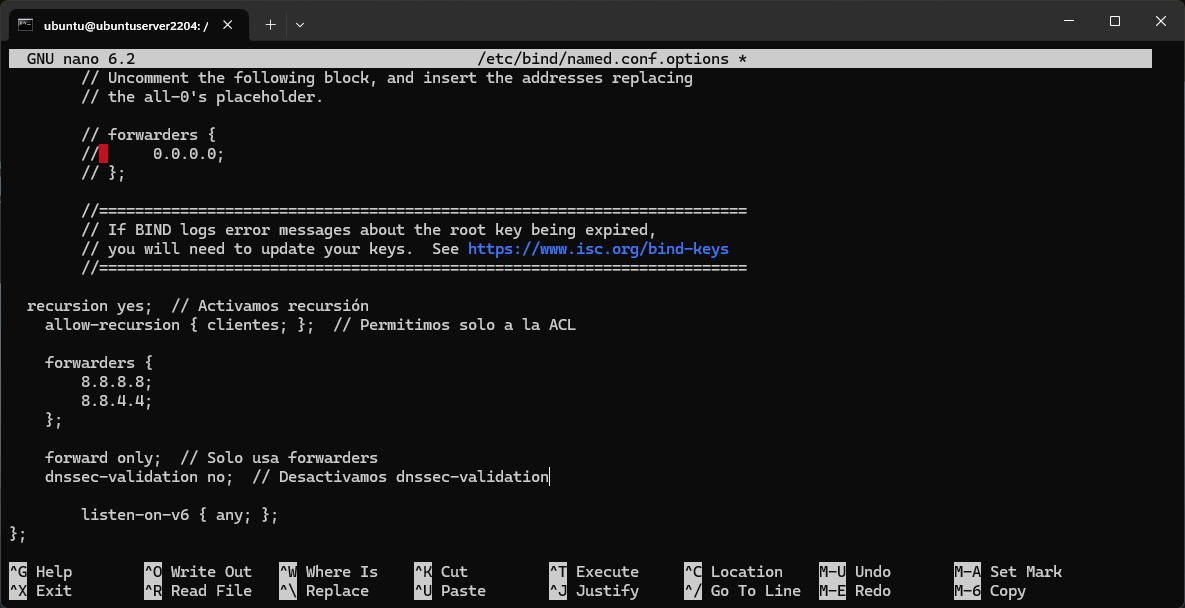 ubuntu@ubuntuserver2204: /
GNU nano 6.2 /etc/bind/named.conf.options *
// Uncomment the following block, and insert the addresses replacing
// the all-0's placeholder.
// forwarders {
//      0.0.0.0;
// };
//========================================================================
// If BIND logs error messages about the root key being expired,
// you will need to update your keys.  See https://www.isc.org/bind-keys
//========================================================================
recursion yes;  // Activamos recursión
allow-recursion { clientes; };  // Permitimos solo a la ACL
forwarders {
8.8.8.8;
8.8.4.4;
};
forward only;  // Solo usa forwarders
dnssec-validation no;  // Desactivamos dnssec-validation
listen-on-v6 { any; };
};
^G Help ^O Write Out ^W Where Is ^K Cut ^T Execute ^C Location M-U Undo M-A Set Mark
^X Exit ^R Read File ^\ Replace ^U Paste ^J Justify ^/ Go To Line M-E Redo M-6 Copy